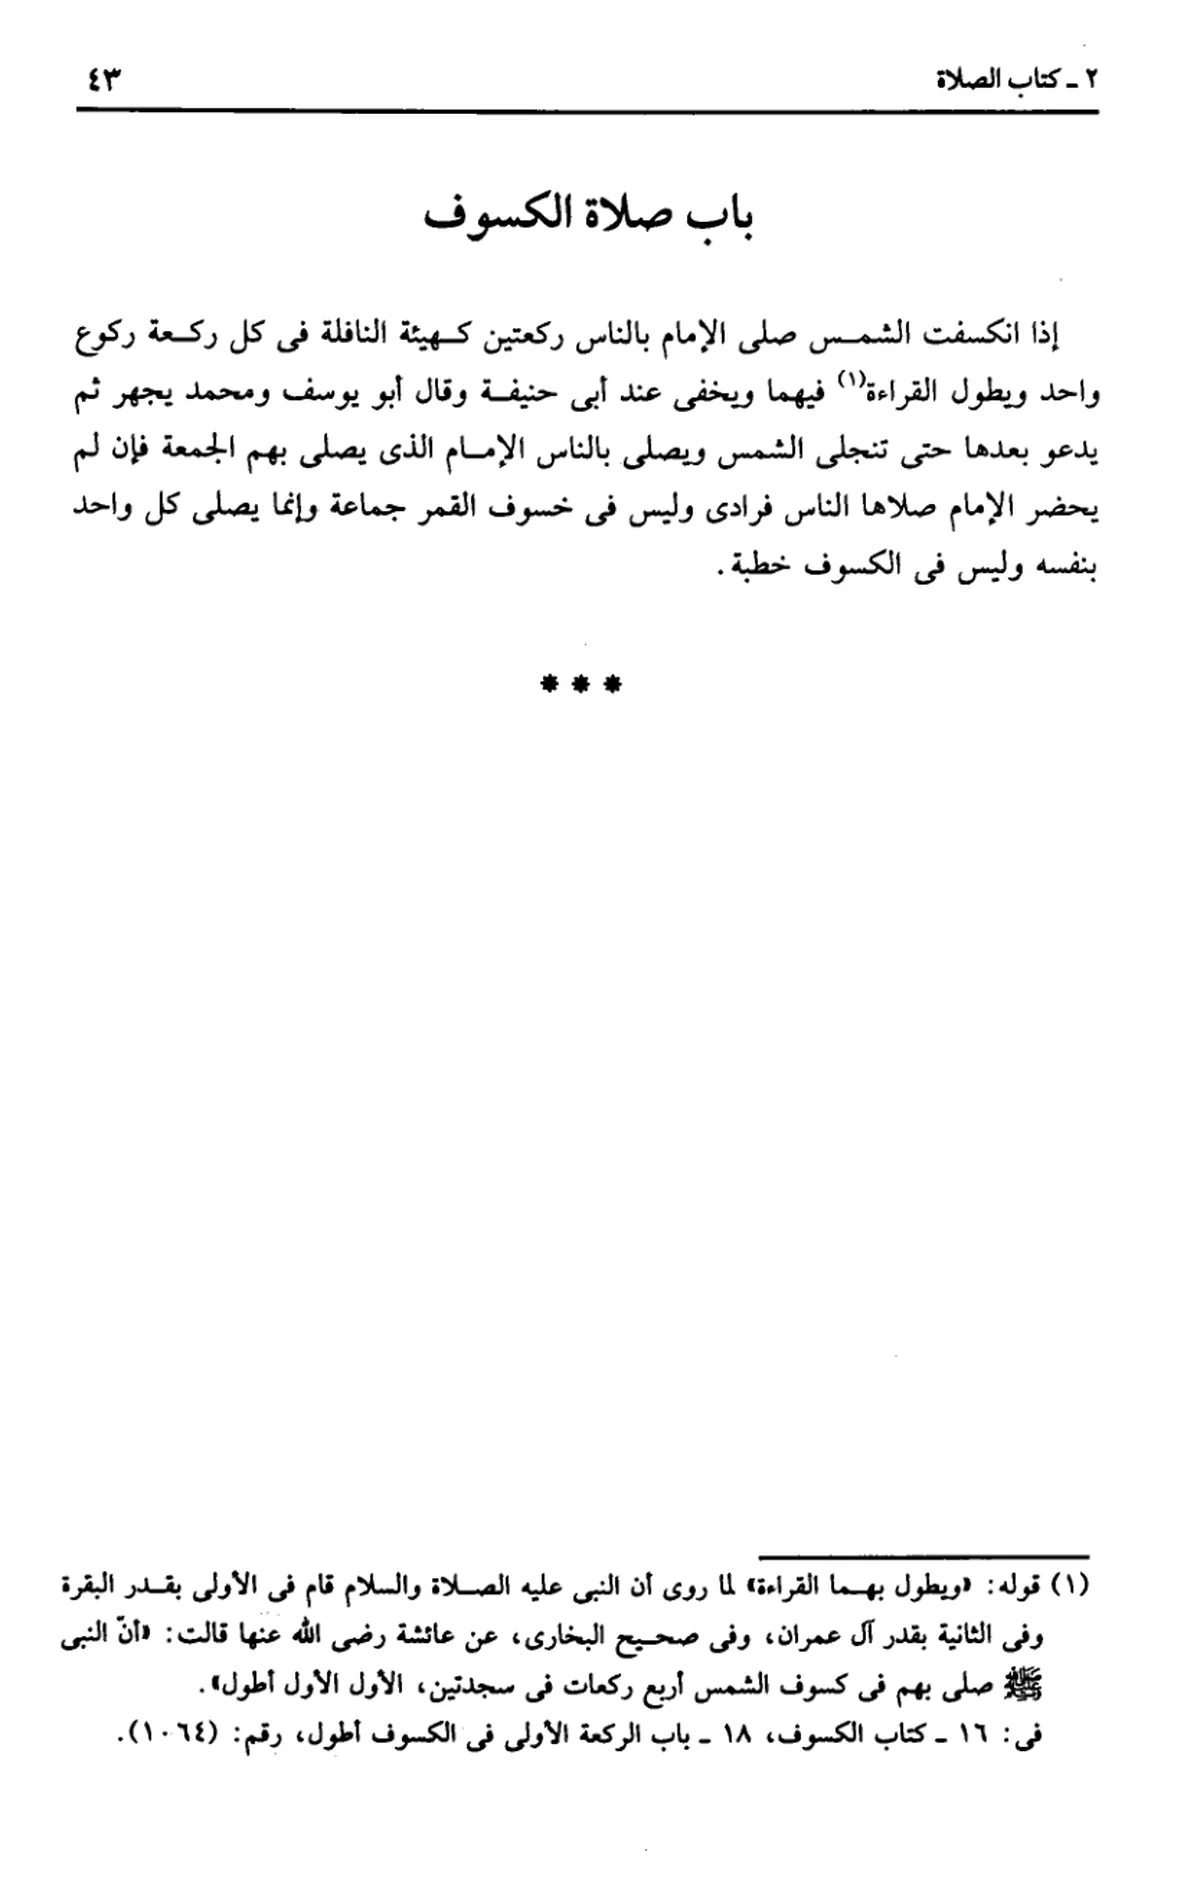 ٢ ـ كتاب الصلاة ٤٣
باب صلاة الكسوف
إذا انكسفت الشمس صلى الإمام بالناس ركعتين كهيئة النافلة فى كل ركعة ركوع
واحد ويطول القراءة(١) فيهما ويخفى عند أبى حنيفة وقال أبو يوسف ومحمد يجهر ثم
يدعو بعدها حتى تنجلى الشمس ويصلى بالناس الإمام الذى يصلى بهم الجمعة فإن لم
يحضر الإمام صلاها الناس فرادى وليس فى خسوف القمر جماعة وإنما يصلى كل واحد
بنفسه وليس فى الكسوف خطبة.
* * *
(١) قوله: «ويطول بهما القراءة» لما روى أن النبى عليه الصلاة والسلام قام فى الأولى بقدر البقرة
وفى الثانية بقدر آل عمران، وفى صحيح البخارى، عن عائشة رضى الله عنها قالت: «أنّ النبى
ﷺ صلى بهم فى كسوف الشمس أربع ركعات فى سجدتين، الأول الأول أطول».
فى: ١٦ ـ كتاب الكسوف، ١٨ ـ باب الركعة الأولى فى الكسوف أطول، رقم: (١٠٦٤).